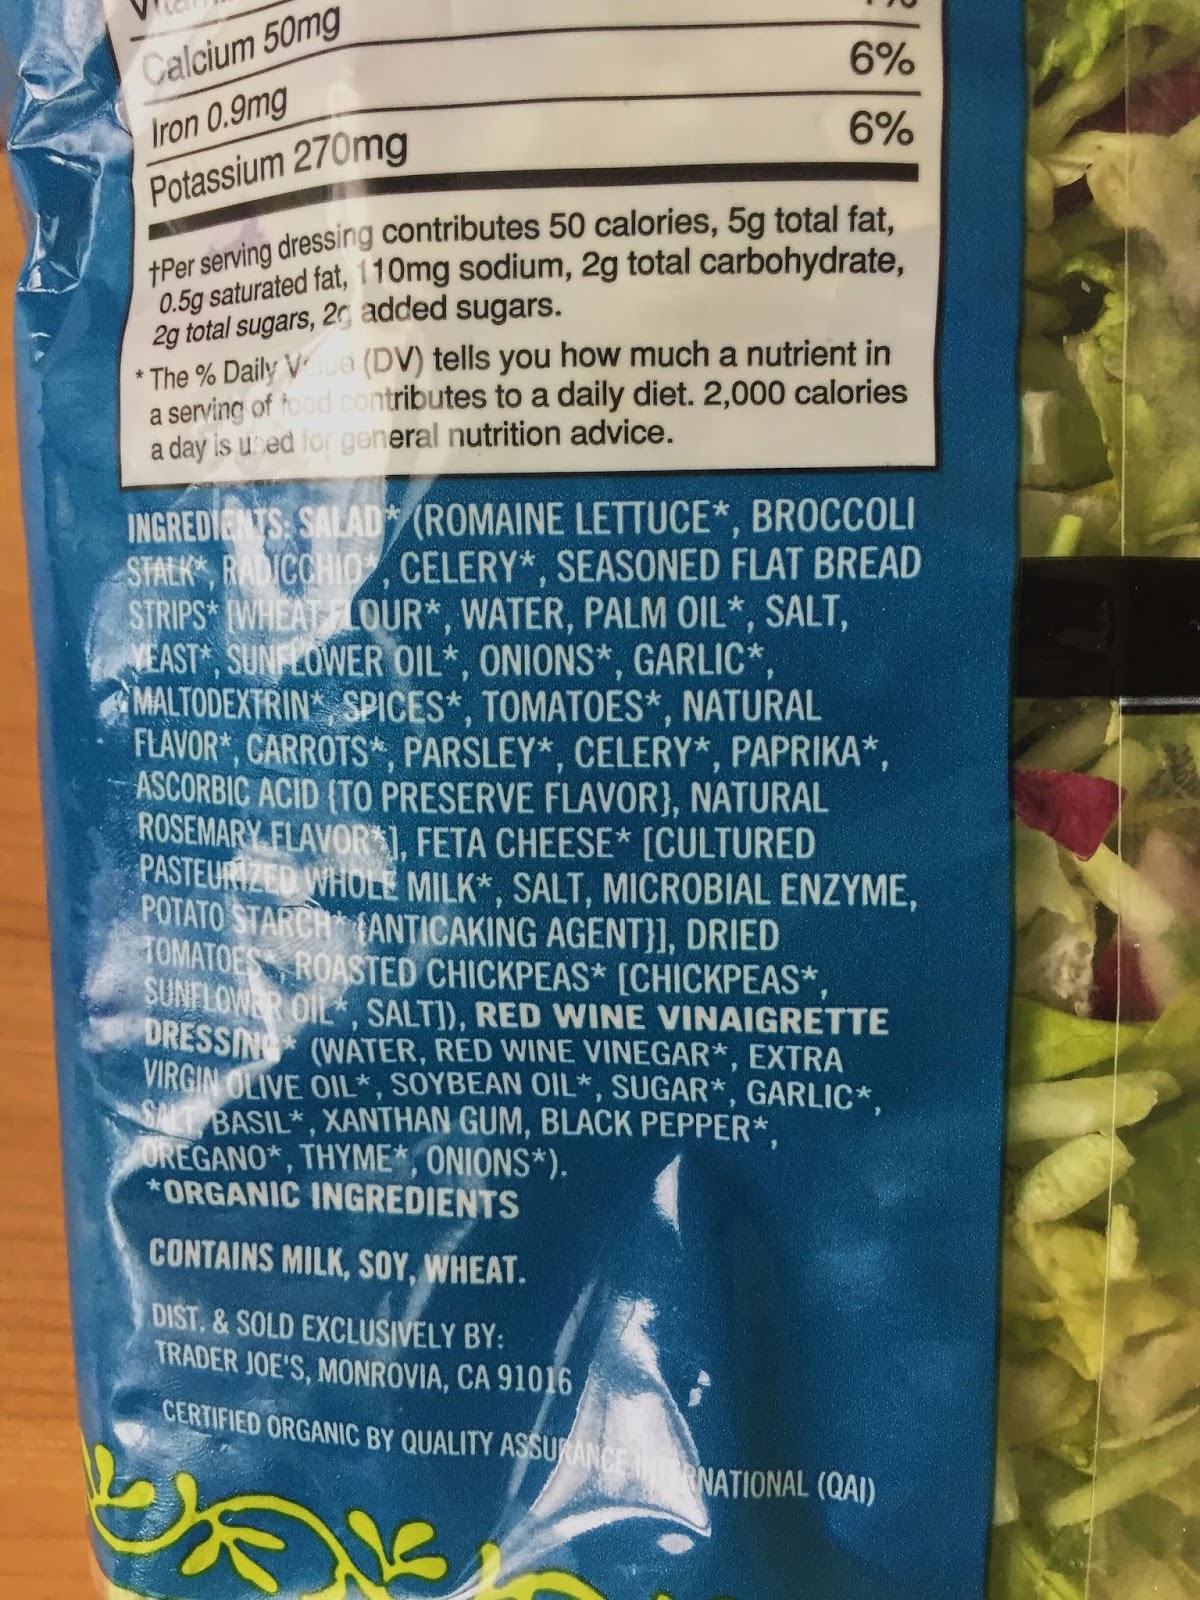 Calcium 50mg
Iron 0.9mg 6%
Potassium 270mg 6%
†Per serving dressing contributes 50 calories, 5g total fat,
0.5g saturated fat, 110mg sodium, 2g total carbohydrate,
2g total sugars, 2g added sugars.
* The % Daily Value (DV) tells you how much a nutrient in
a serving of food contributes to a daily diet. 2,000 calories
a day is used for general nutrition advice.
INGREDIENTS: SALAD* (ROMAINE LETTUCE*, BROCCOLI
STALK*, RADICCHIO*, CELERY*, SEASONED FLAT BREAD
STRIPS* [WHEAT FLOUR*, WATER, PALM OIL*, SALT,
YEAST*, SUNFLOWER OIL*, ONIONS*, GARLIC*,
MALTODEXTRIN*, SPICES*, TOMATOES*, NATURAL
FLAVOR*, CARROTS*, PARSLEY*, CELERY*, PAPRIKA*,
ASCORBIC ACID {TO PRESERVE FLAVOR}, NATURAL
ROSEMARY FLAVOR*], FETA CHEESE* [CULTURED
PASTEURIZED WHOLE MILK*, SALT, MICROBIAL ENZYME,
POTATO STARCH* {ANTICAKING AGENT}], DRIED
TOMATOES*, ROASTED CHICKPEAS* [CHICKPEAS*,
SUNFLOWER OIL*, SALT]), RED WINE VINAIGRETTE
DRESSING* (WATER, RED WINE VINEGAR*, EXTRA
VIRGIN OLIVE OIL*, SOYBEAN OIL*, SUGAR*, GARLIC*,
SALT, BASIL*, XANTHAN GUM, BLACK PEPPER*,
OREGANO*, THYME*, ONIONS*).
*ORGANIC INGREDIENTS
CONTAINS MILK, SOY, WHEAT.
DIST. & SOLD EXCLUSIVELY BY:
TRADER JOE'S, MONROVIA, CA 91016
CERTIFIED ORGANIC BY QUALITY ASSURANCE INTERNATIONAL (QAI)